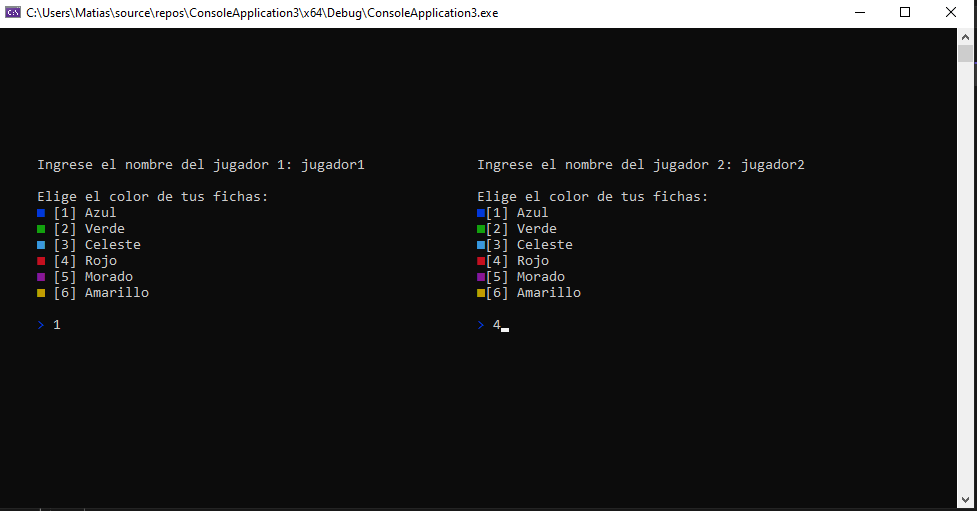 C:\Users\Matias\source\repos\ConsoleApplication3\x64\Debug\ConsoleApplication3.exe
Ingrese el nombre del jugador 1: jugador1
Elige el color de tus fichas:
[1] Azul
[2] Verde
[3] Celeste
[4] Rojo
[5] Morado
[6] Amarillo
> 1
Ingrese el nombre del jugador 2: jugador2
Elige el color de tus fichas:
[1] Azul
[2] Verde
[3] Celeste
[4] Rojo
[5] Morado
[6] Amarillo
> 4